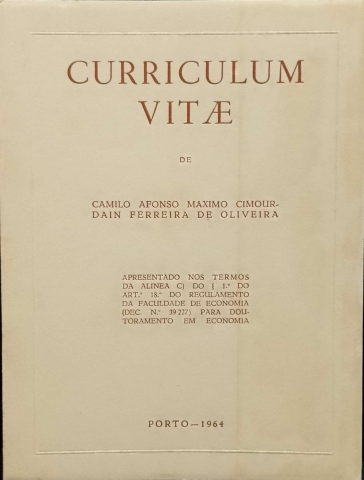 CURRICULUM
VITÆ
DE
CAMILO AFONSO MAXIMO CIMOUR-
DAIN FERREIRA DE OLIVEIRA
APRESENTADO NOS TERMOS
DA ALINEA C) DO § 1.º DO
ART.º 18.º DO REGULAMENTO
DA FACULDADE DE ECONOMIA
(DEC. N.º 39.227) PARA DOU-
TORAMENTO EM ECONOMIA
PORTO—1964